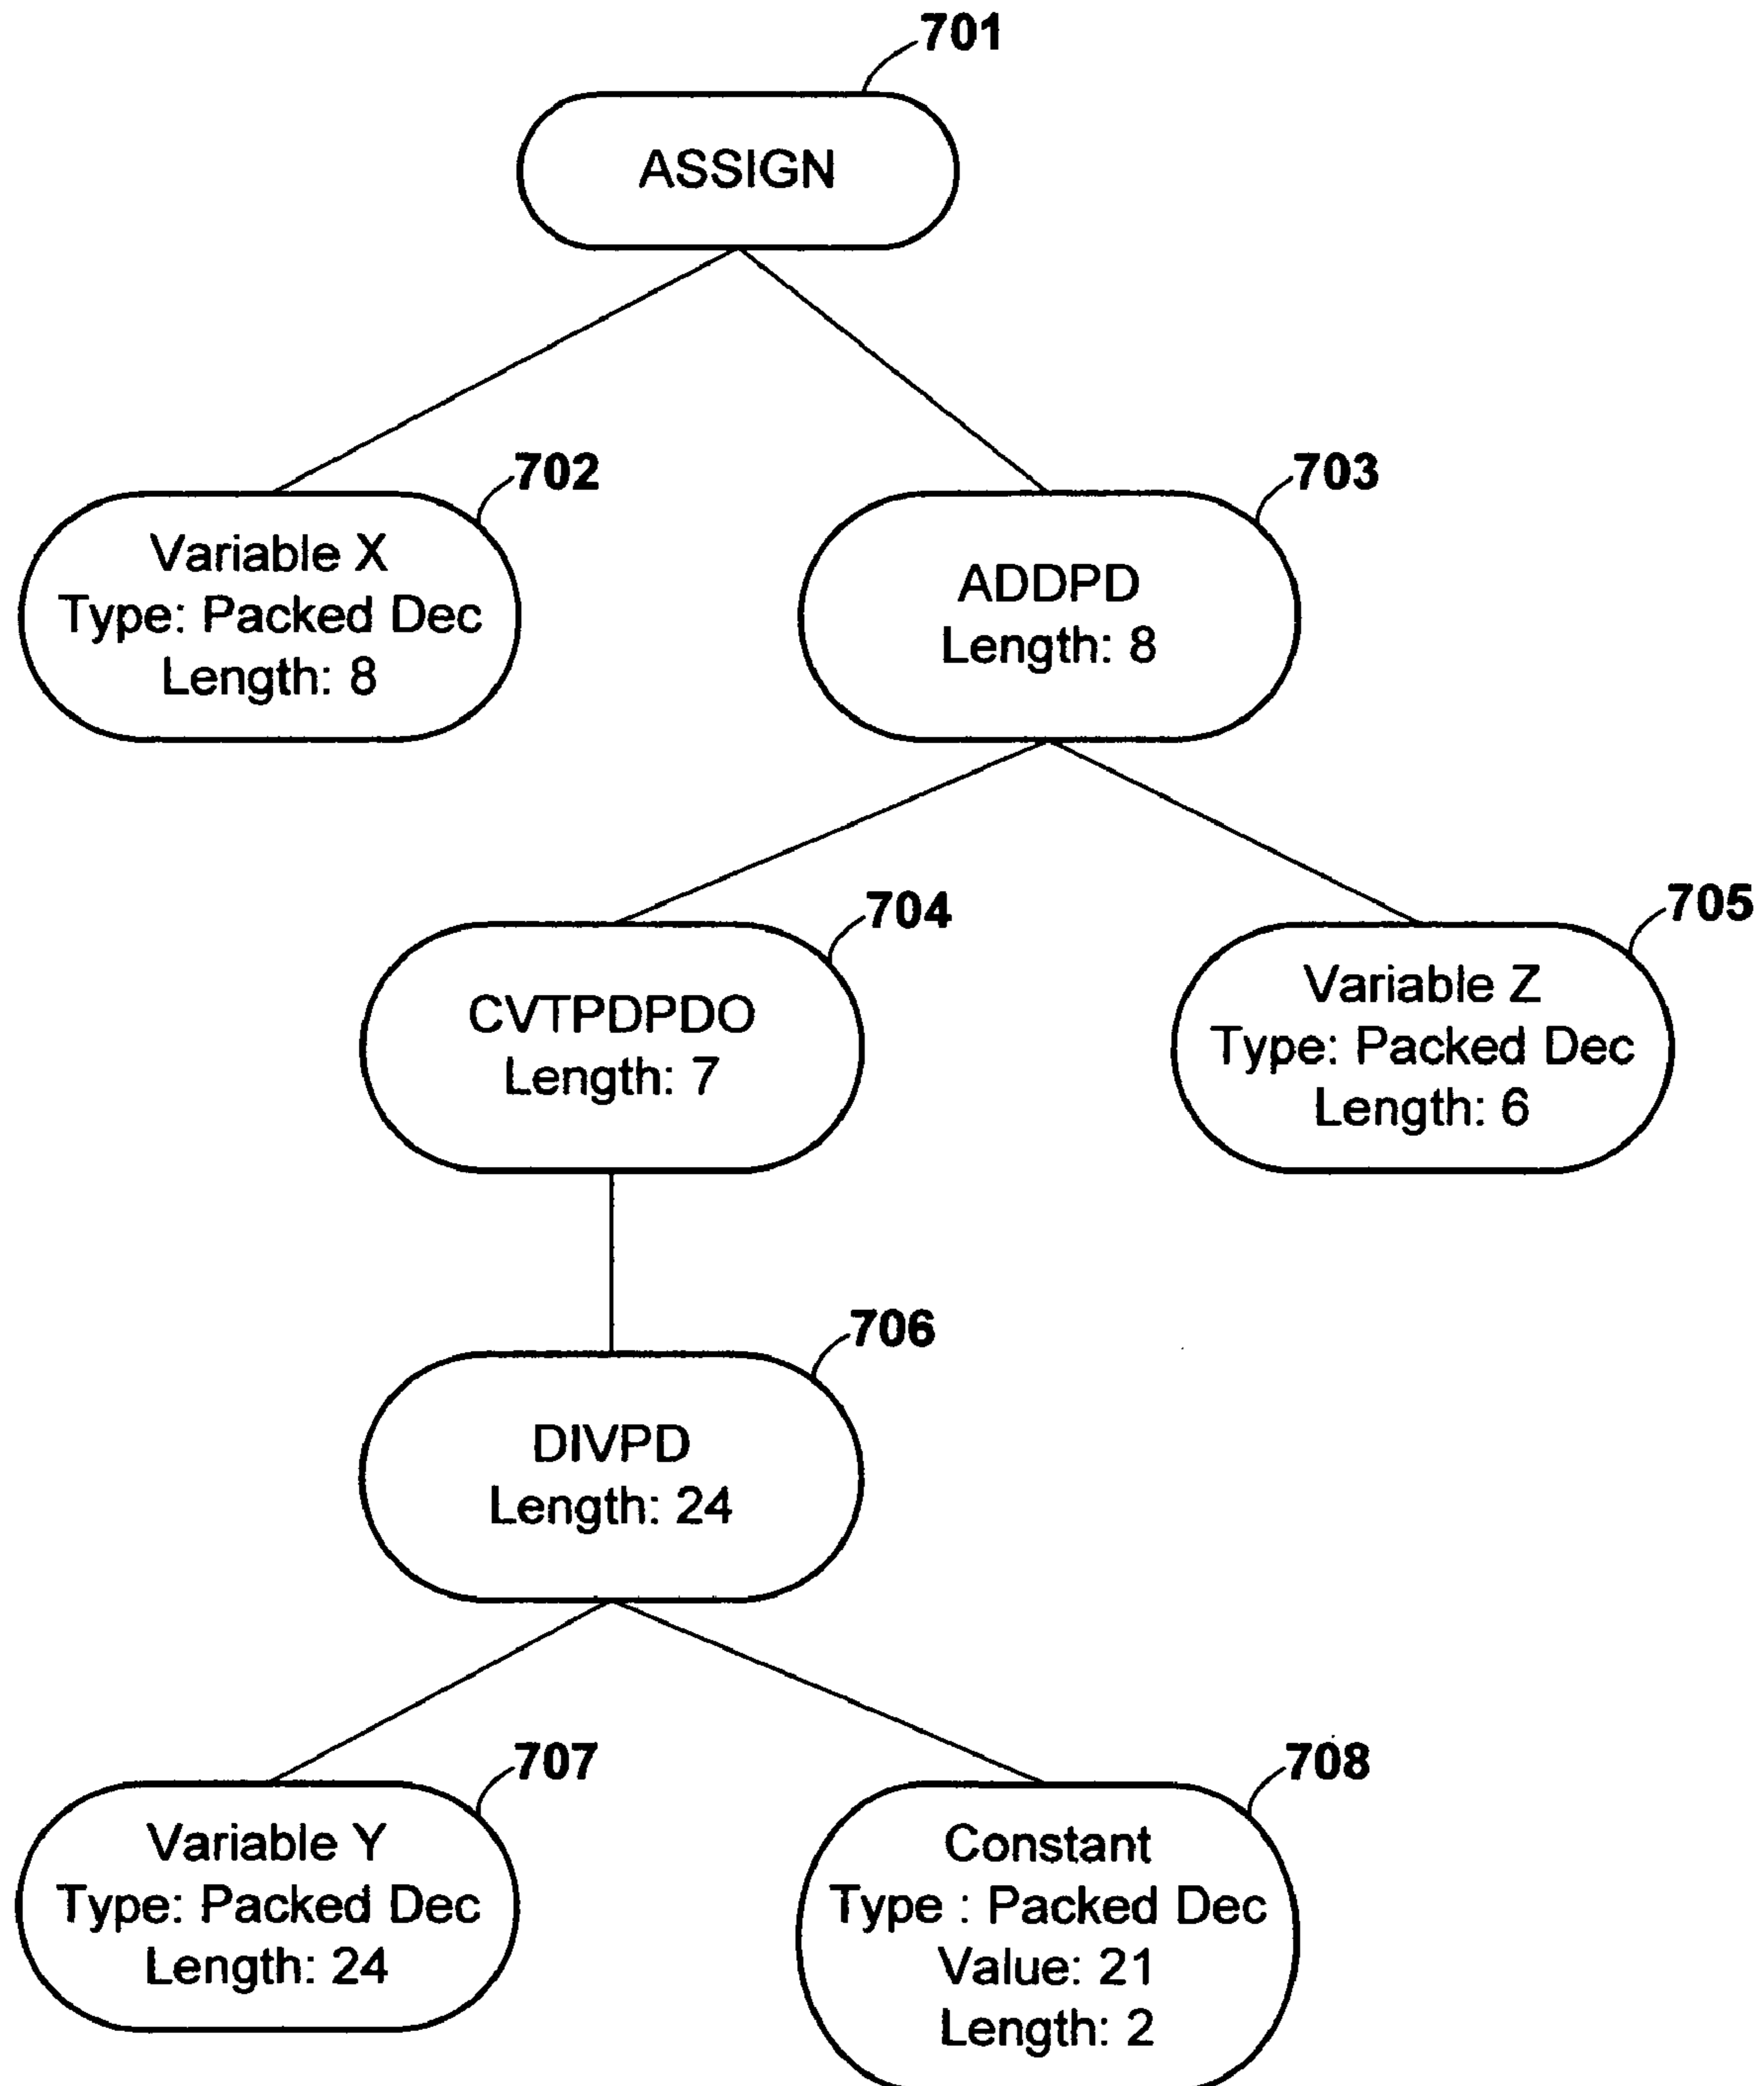 701
ASSIGN
702
Variable X
Type: Packed Dec
Length: 8
703
ADDPD
Length: 8
704
CVTPDPDO
Length: 7
705
Variable Z
Type: Packed Dec
Length: 6
706
DIVPD
Length: 24
707
Variable Y
Type: Packed Dec
Length: 24
708
Constant
Type : Packed Dec
Value: 21
Length: 2